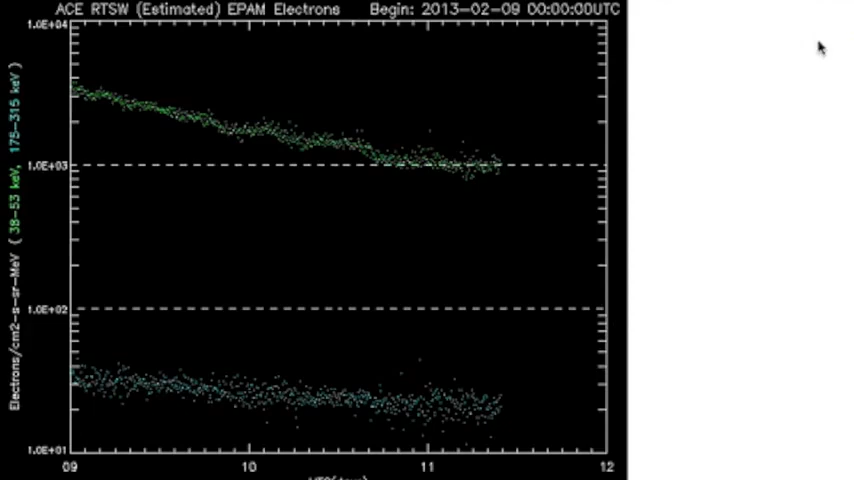 ACE RTSW (Estimated) EPAM Electrons Begin: 2013-02-09 00:00:00UTC
1.0E+04
Electrons/cm2-s-sr-MeV ( 38-53 keV, 175-315 keV )
1.0E+03
1.0E+02
1.0E+01
09 10 11 12